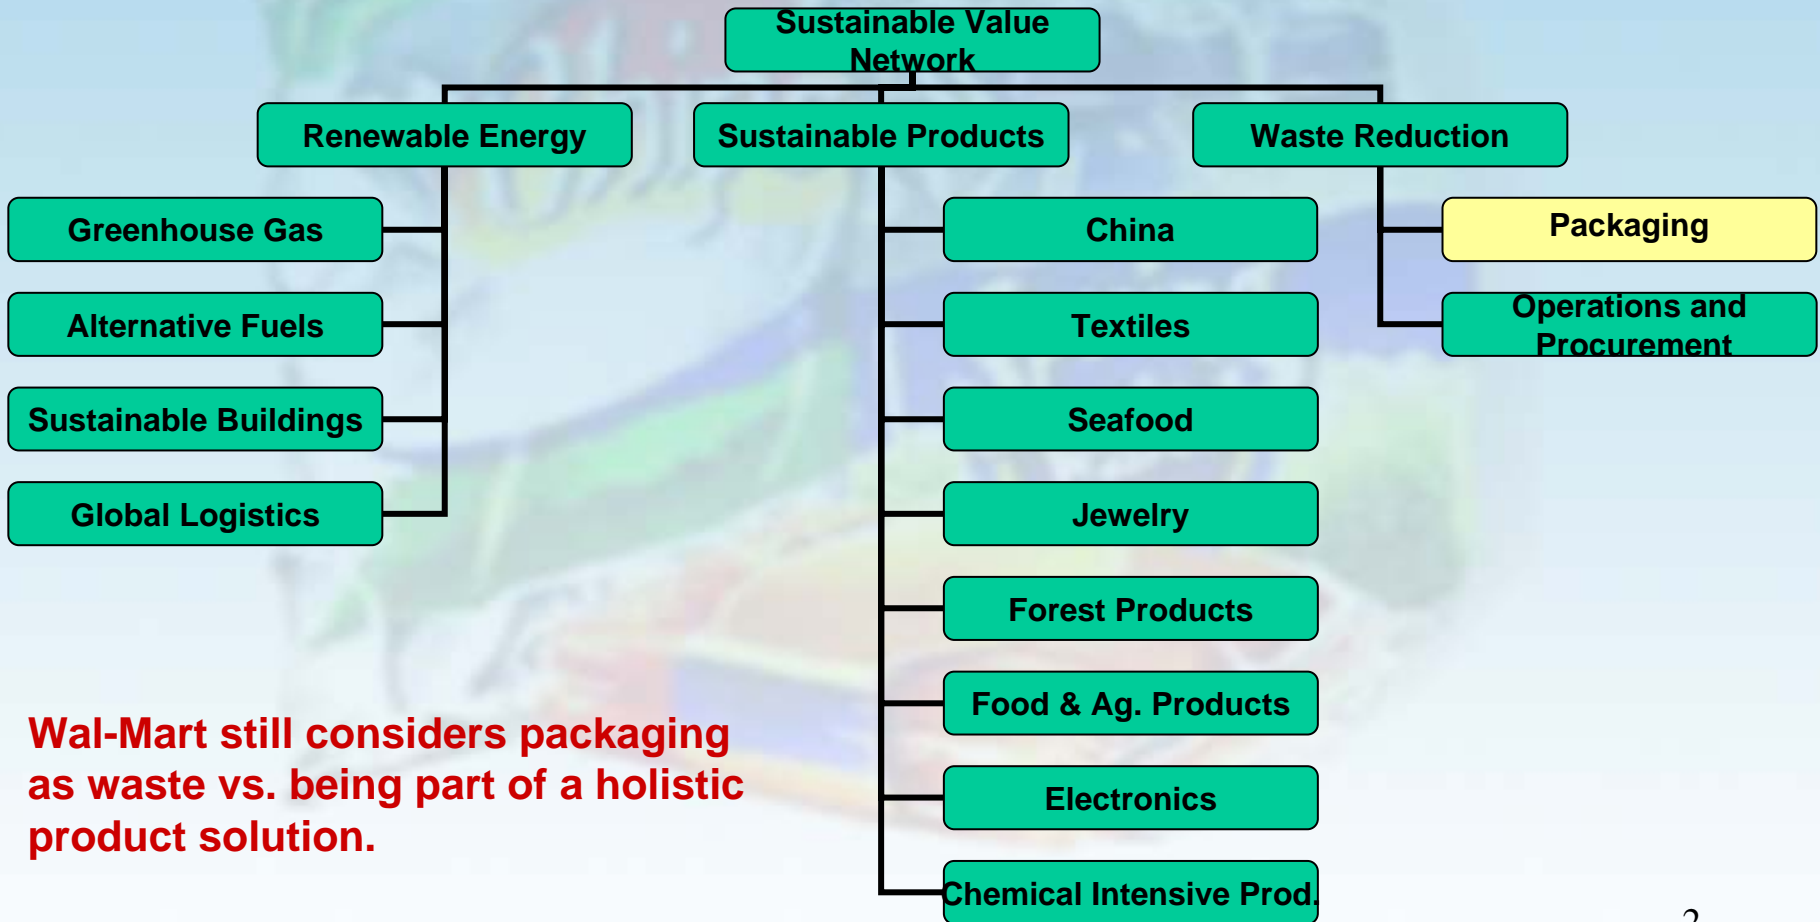 Sustainable Value
Network
Renewable Energy
Sustainable Products
Waste Reduction
Greenhouse Gas
Alternative Fuels
Sustainable Buildings
Global Logistics
China
Textiles
Seafood
Jewelry
Forest Products
Food & Ag. Products
Electronics
Chemical Intensive Prod.
Packaging
Operations and
Procurement
Wal-Mart still considers packaging
as waste vs. being part of a holistic
product solution.
2